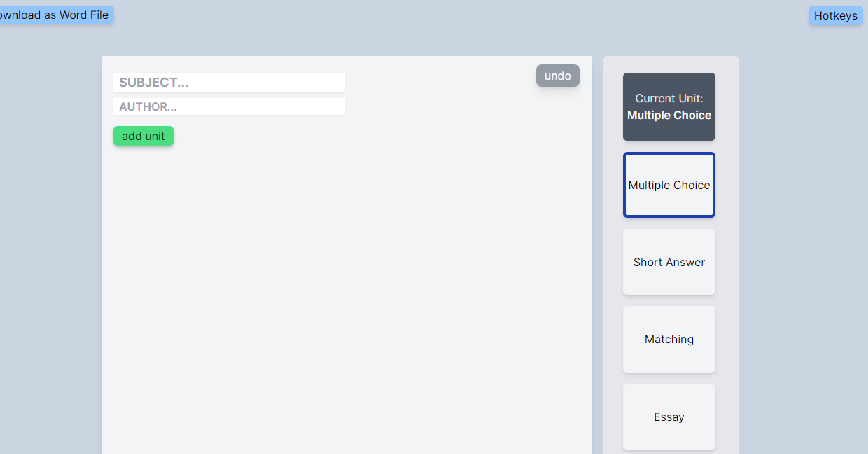 ownload as Word File
Hotkeys
SUBJECT...
undo
AUTHOR...
add unit
Current Unit:
Multiple Choice
Multiple Choice
Short Answer
Matching
Essay